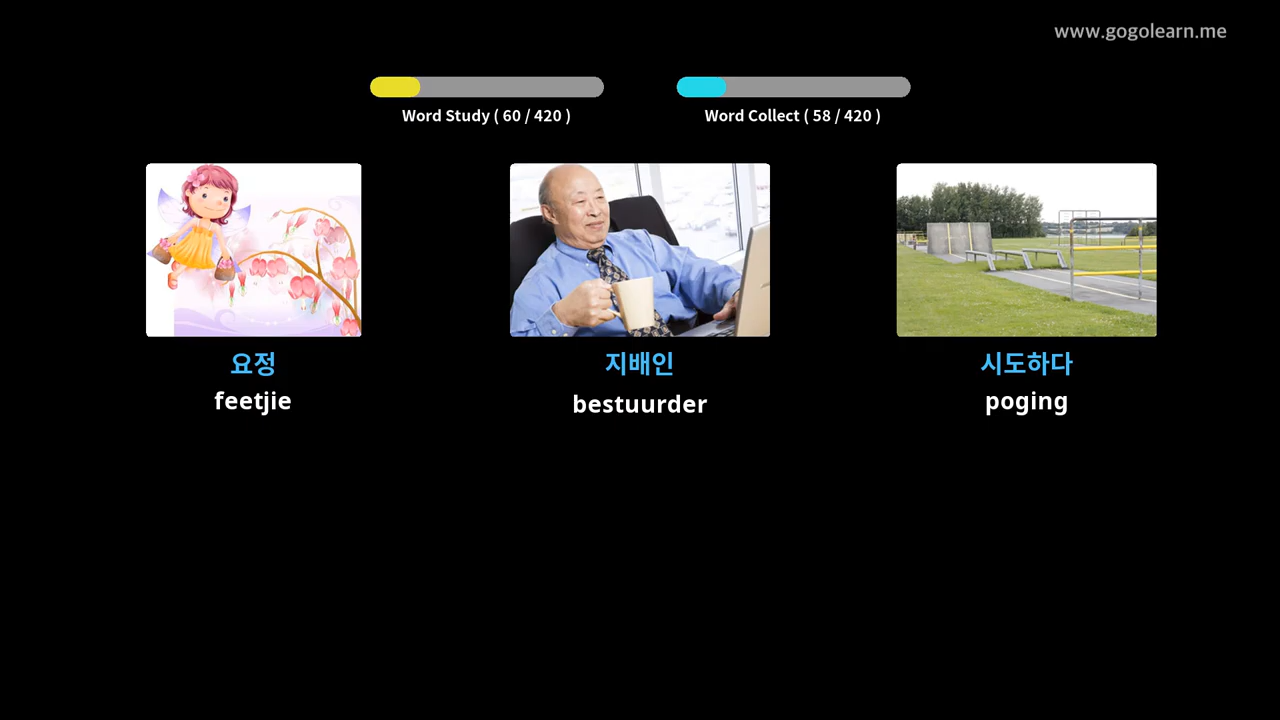 www.gogolearn.me
Word Study ( 60 / 420 )
Word Collect ( 58 / 420 )
요정
feetjie
지배인
bestuurder
시도하다
poging